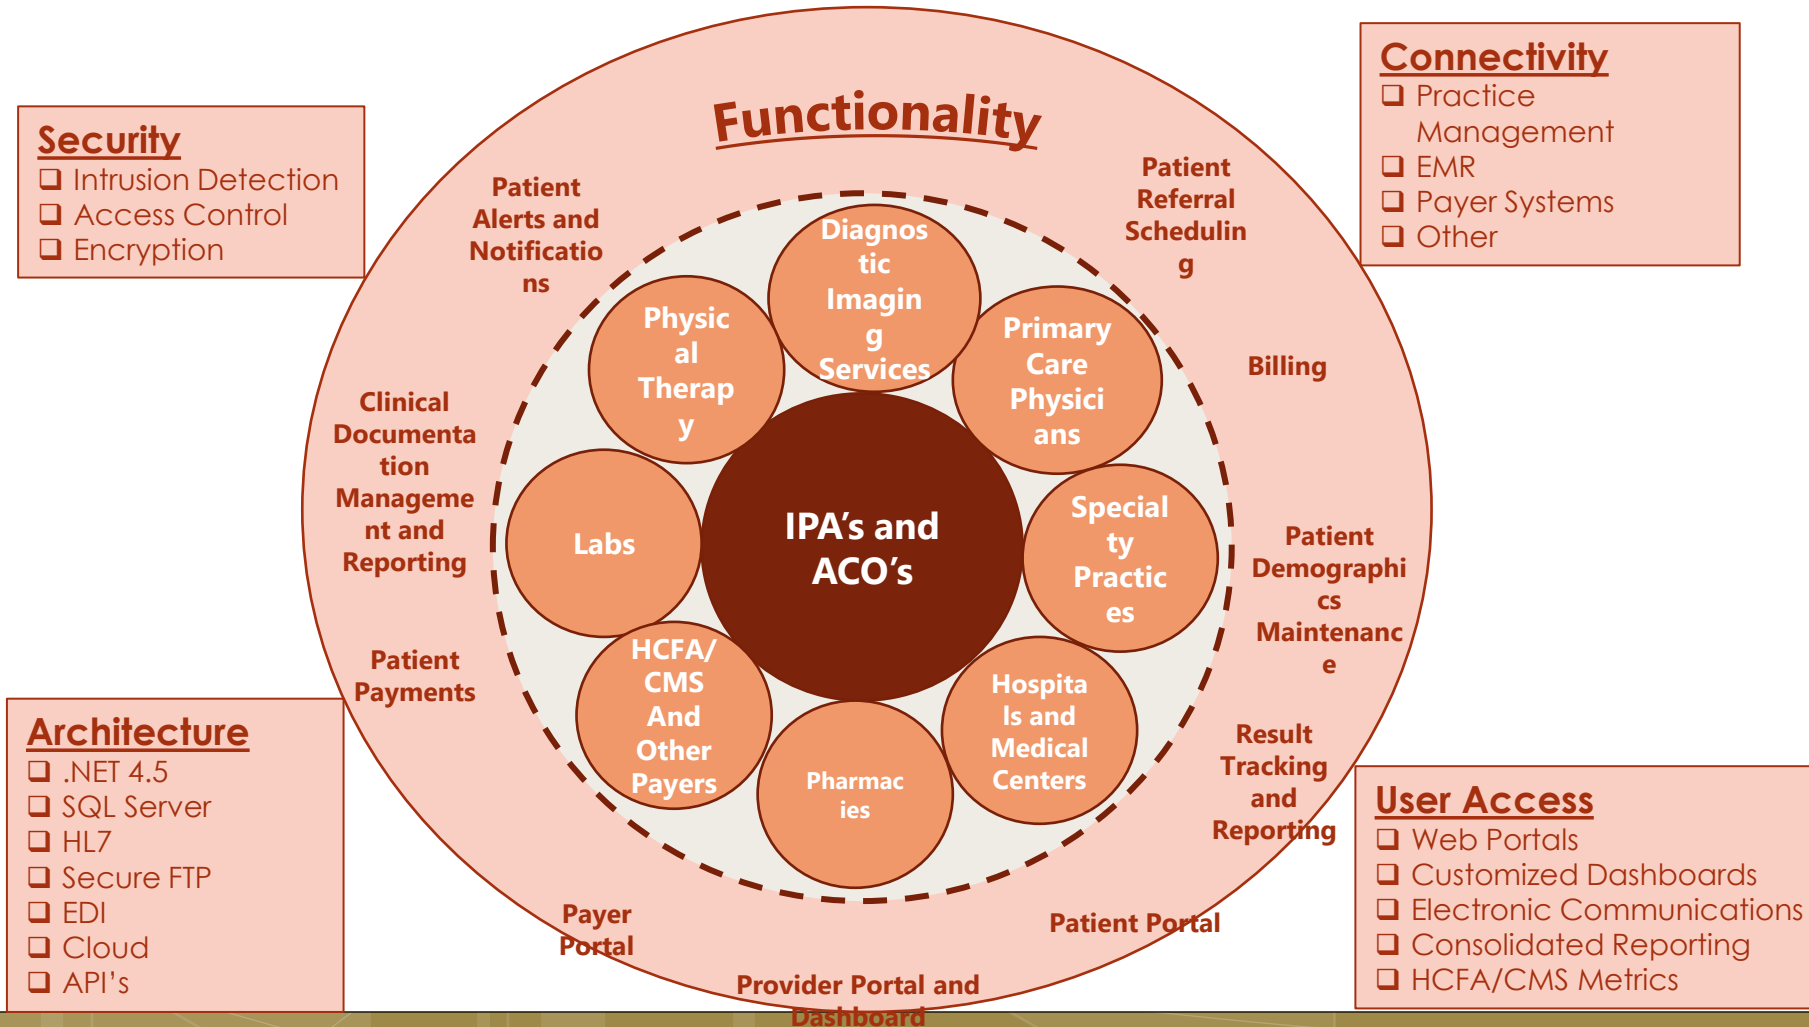 Functionality
Security
Intrusion Detection
Access Control
Encryption
Connectivity
Practice
Management
EMR
Payer Systems
Other
Patient
Alerts and
Notificatio
ns
Patient
Referral
Schedulin
g
Billing
Patient
Demographi
cs
Maintenanc
e
Result
Tracking
and
Reporting
Patient Portal
Provider Portal and
Dashboard
Payer
Portal
Patient
Payments
Clinical
Documenta
tion
Manageme
nt and
Reporting
Diagnos
tic
Imagin
g
Services
Primary
Care
Physici
ans
Special
ty
Practic
es
Hospita
ls and
Medical
Centers
Pharmac
ies
HCFA/
CMS
And
Other
Payers
Labs
Physic
al
Therap
y
IPA’s and
ACO’s
Architecture
.NET 4.5
SQL Server
HL7
Secure FTP
EDI
Cloud
API’s
User Access
Web Portals
Customized Dashboards
Electronic Communications
Consolidated Reporting
HCFA/CMS Metrics